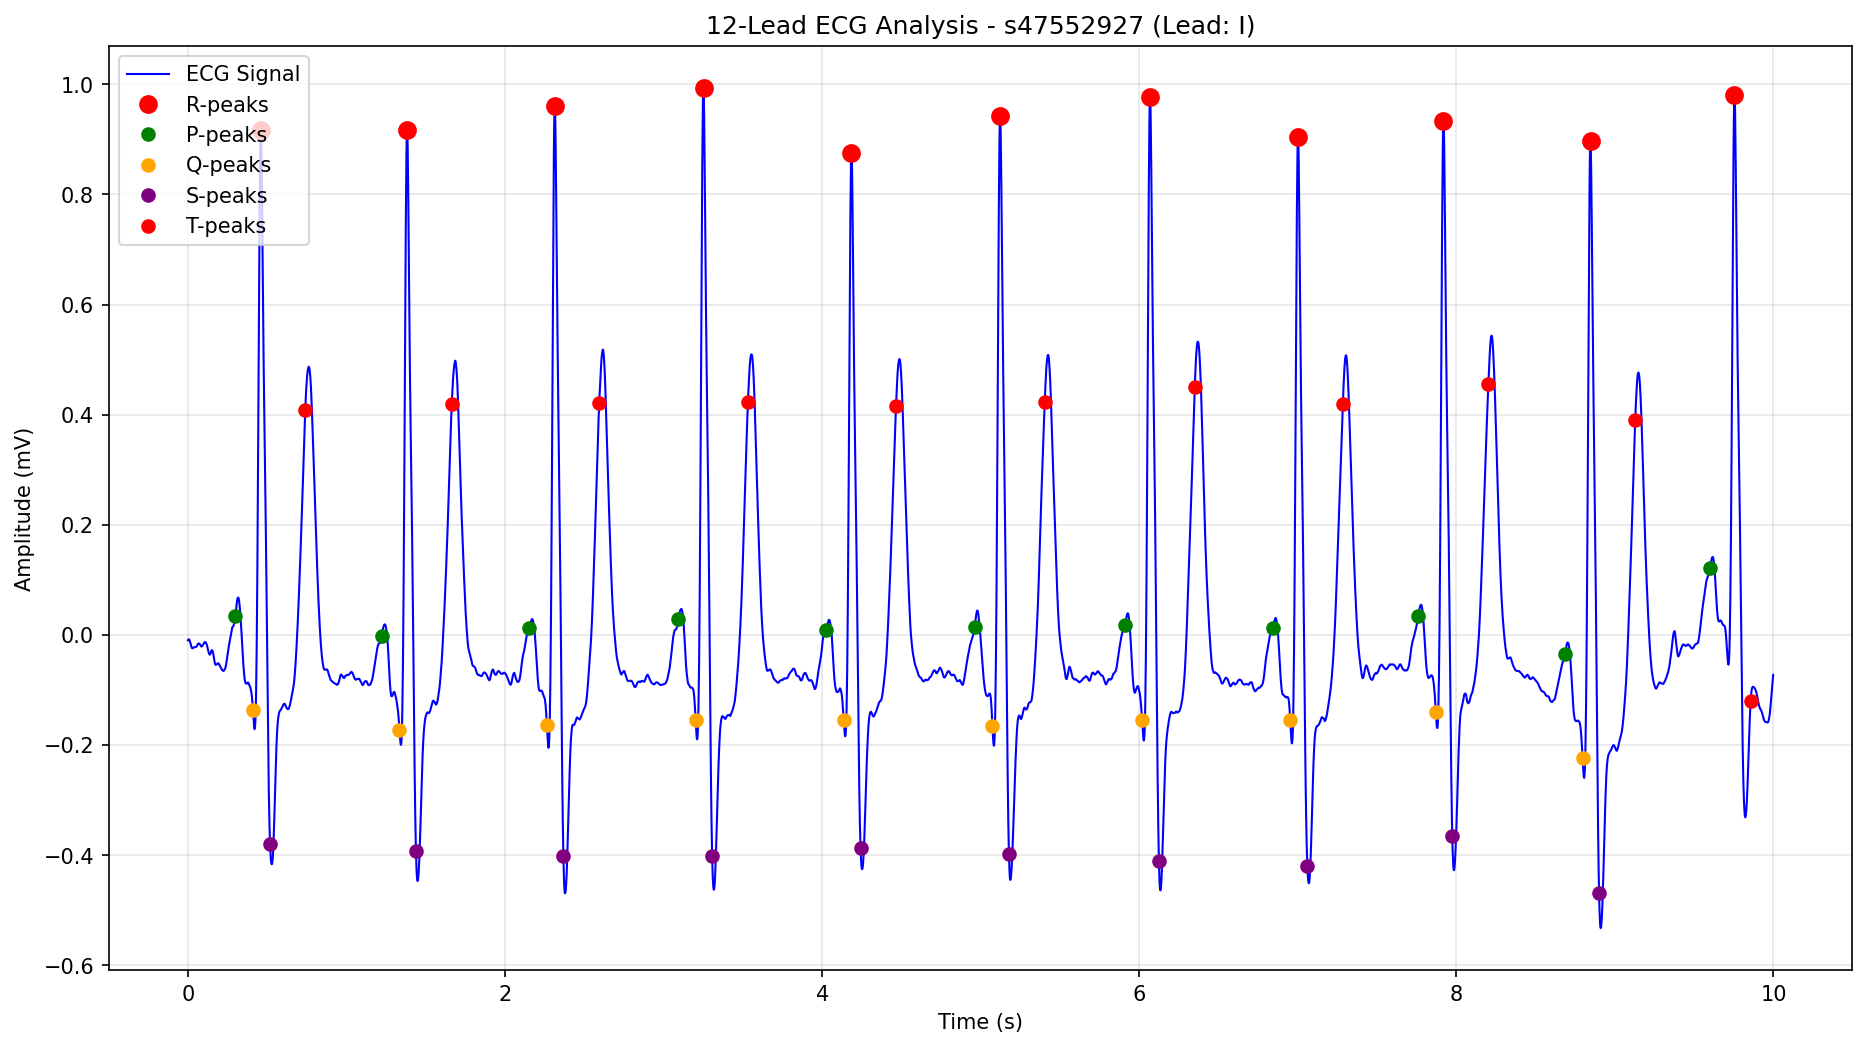 12-Lead ECG Analysis - s47552927 (Lead: I)
ECG Signal
R-peaks
P-peaks
Q-peaks
S-peaks
T-peaks
Amplitude (mV)
1.0
0.8
0.6
0.4
0.2
0.0
−0.2
−0.4
−0.6
0
2
4
6
8
10
Time (s)